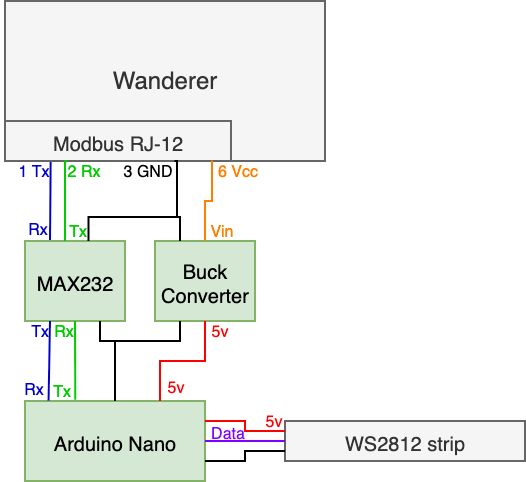 Wanderer
Modbus RJ-12
1 Tx 2 Rx 3 GND 6 Vcc
Rx Tx Vin
MAX232
Buck
Converter
Tx Rx 5v
Rx Tx 5v
Arduino Nano
5v
Data
WS2812 strip